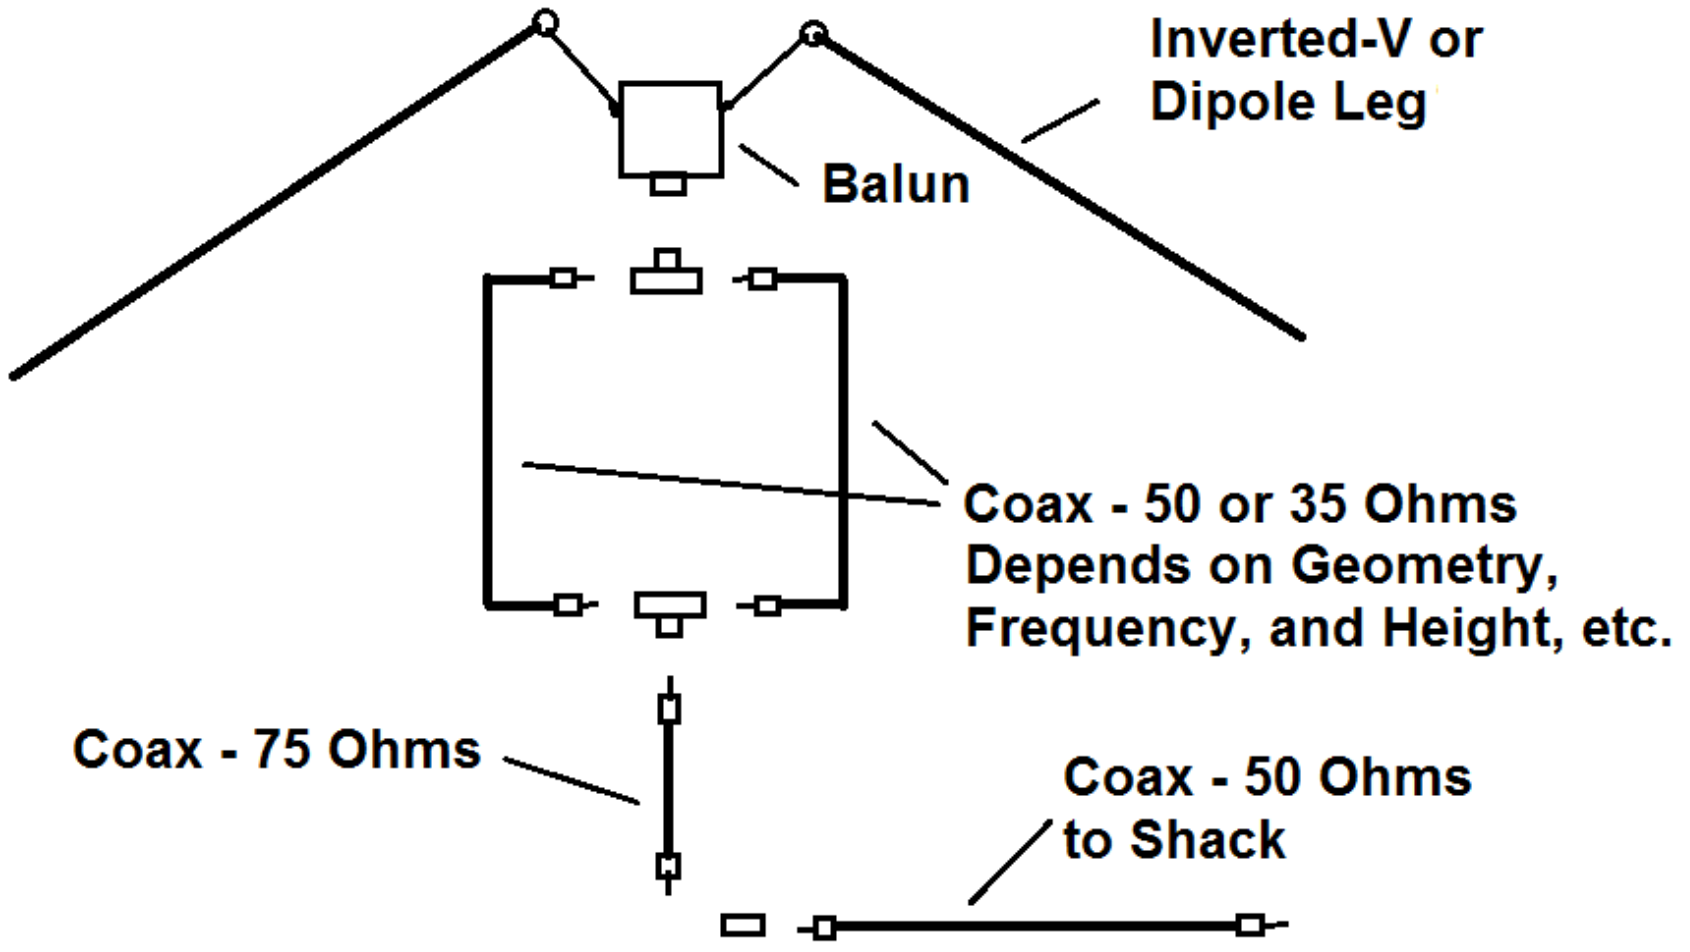 Inverted-V or
Dipole Leg
Balun
Coax - 50 or 35 Ohms
Depends on Geometry,
Frequency, and Height, etc.
Coax - 75 Ohms
Coax - 50 Ohms
to Shack